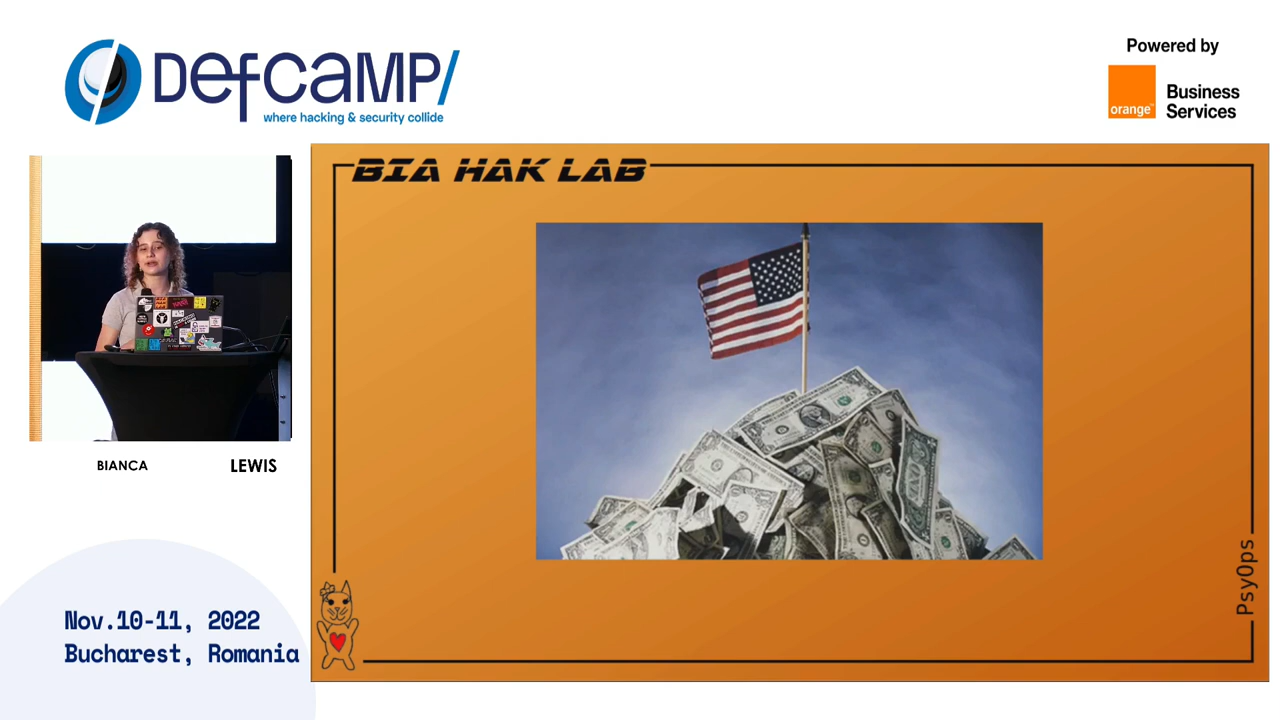 DefCamp/
where hacking & security collide
Powered by
orange
Business
Services
BIA HAK LAB
BIANCA LEWIS
Nov.10-11, 2022
Bucharest, Romania
PsyOps